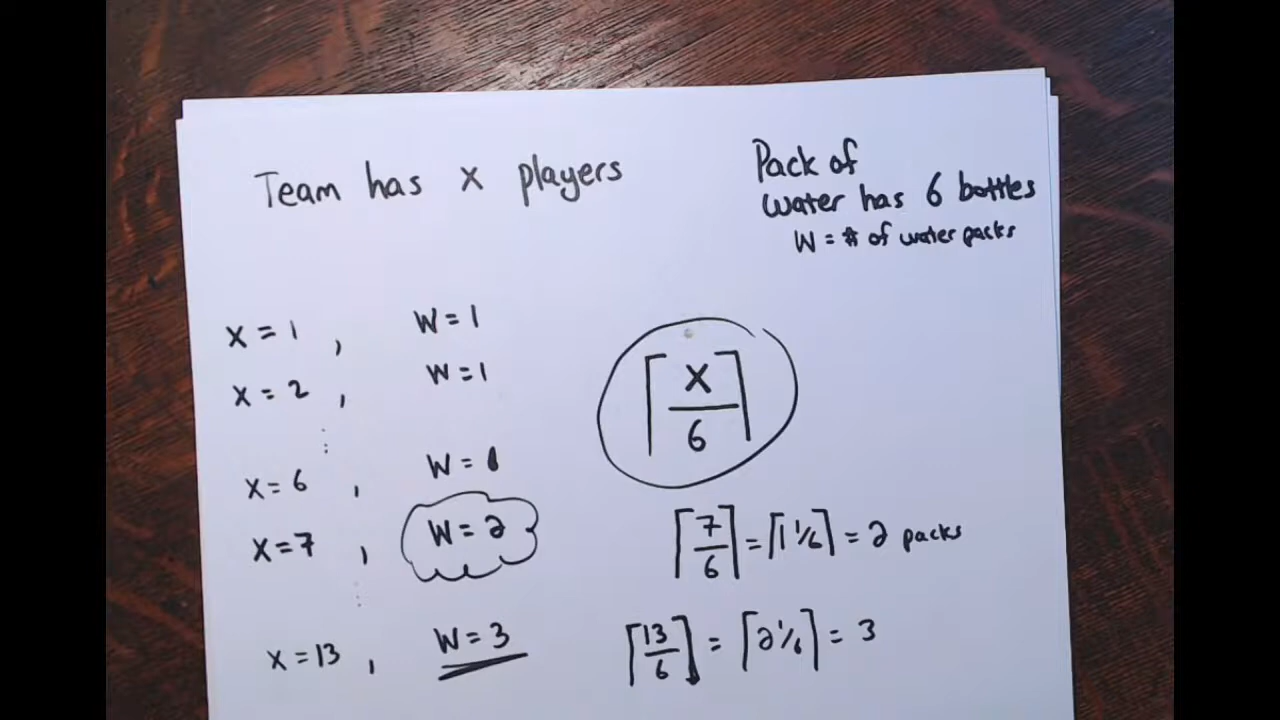 Team has x players
Pack of
water has 6 bottles
W = # of water packs
x = 1 , W = 1
x = 2 , W = 1
⋮
x = 6 , W = 1
x = 7 , W = 2
⋮
x = 13 , W = 3
⌈x/6⌉
⌈7/6⌉ = ⌈1 1/6⌉ = 2 packs
⌈13/6⌉ = ⌈2 1/6⌉ = 3